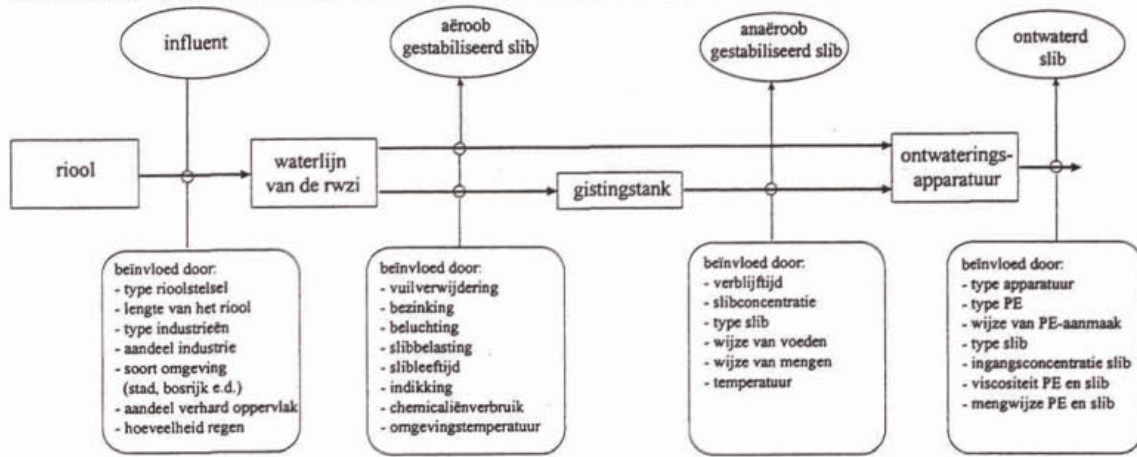 influent
aëroob
gestabiliseerd slib
anaëroob
gestabiliseerd slib
ontwaterd
slib
riool
waterlijn
van de rwzi
gistingstank
ontwaterings-
apparatuur
beïnvloed door:
- type rioolstelsel
- lengte van het riool
- type industrieën
- aandeel industrie
- soort omgeving
(stad, bosrijk e.d.)
- aandeel verhard oppervlak
- hoeveelheid regen
beïnvloed door:
- vuilverwijdering
- bezinking
- beluchting
- slibbelasting
- slibleeftijd
- indikking
- chemicaliënverbruik
- omgevingstemperatuur
beïnvloed door:
- verblijftijd
- slibconcentratie
- type slib
- wijze van voeden
- wijze van mengen
- temperatuur
beïnvloed door:
- type apparatuur
- type PE
- wijze van PE-aanmaak
- type slib
- ingangsconcentratie slib
- viscositeit PE en slib
- mengwijze PE en slib